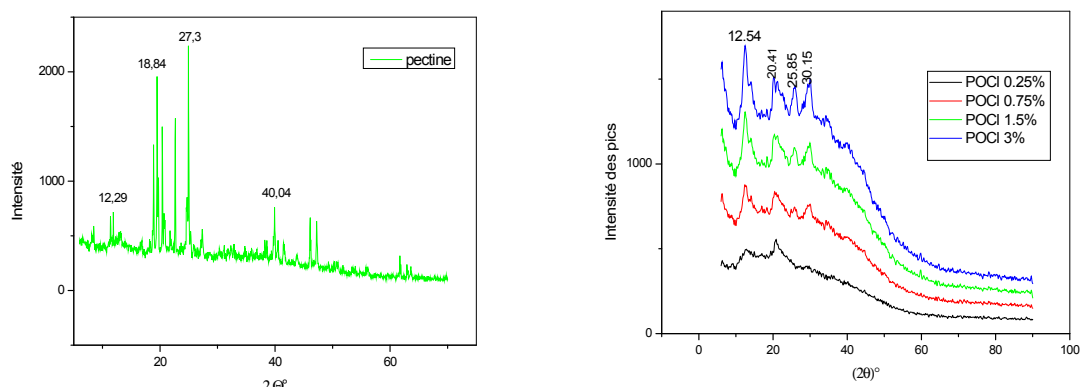 27,3
pectine
2000
18,84
Intensité
1000
12,29
40,04
0
20
40
60
2 Θ°
12.54
20.41
25.85
30.15
POCl 0.25%
POCl 0.75%
POCl 1.5%
POCl 3%
Intensité des pics
1000
0
0
20
40
60
80
100
(2θ)°